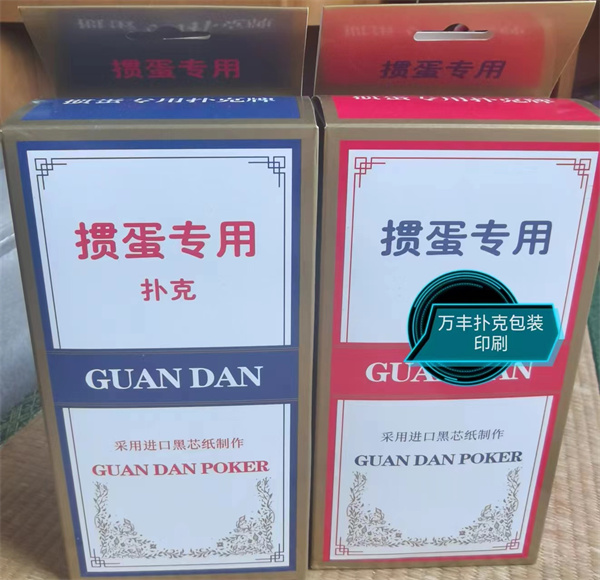 掼蛋专用
掼蛋专用
掼蛋专用
扑克
GUAN DAN
采用进口黑芯纸制作
GUAN DAN POKER
掼蛋专用
万丰扑克包装
印刷
采用进口黑芯纸制作
GUAN DAN POKER